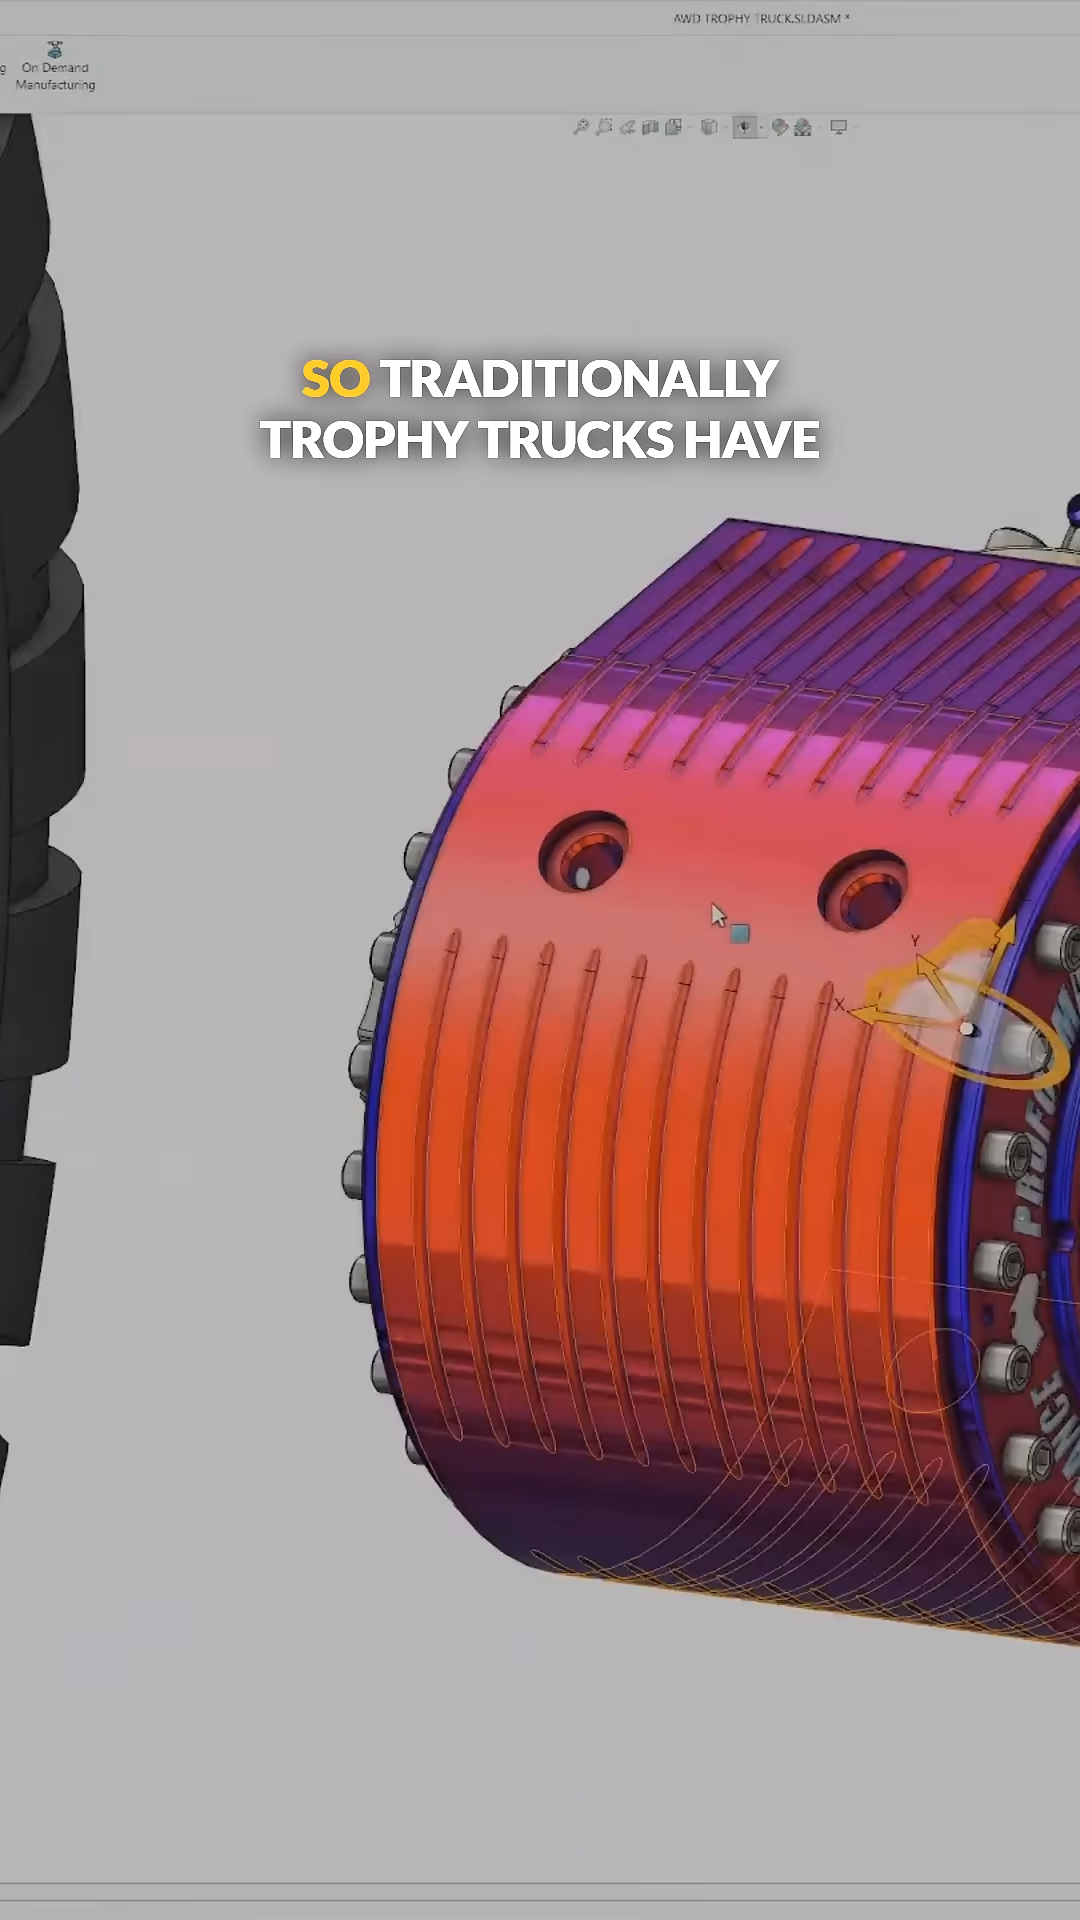 AWD TROPHY TRUCK.SLDASM *
g
On Demand
Manufacturing
SO TRADITIONALLY
TROPHY TRUCKS HAVE
Y
X